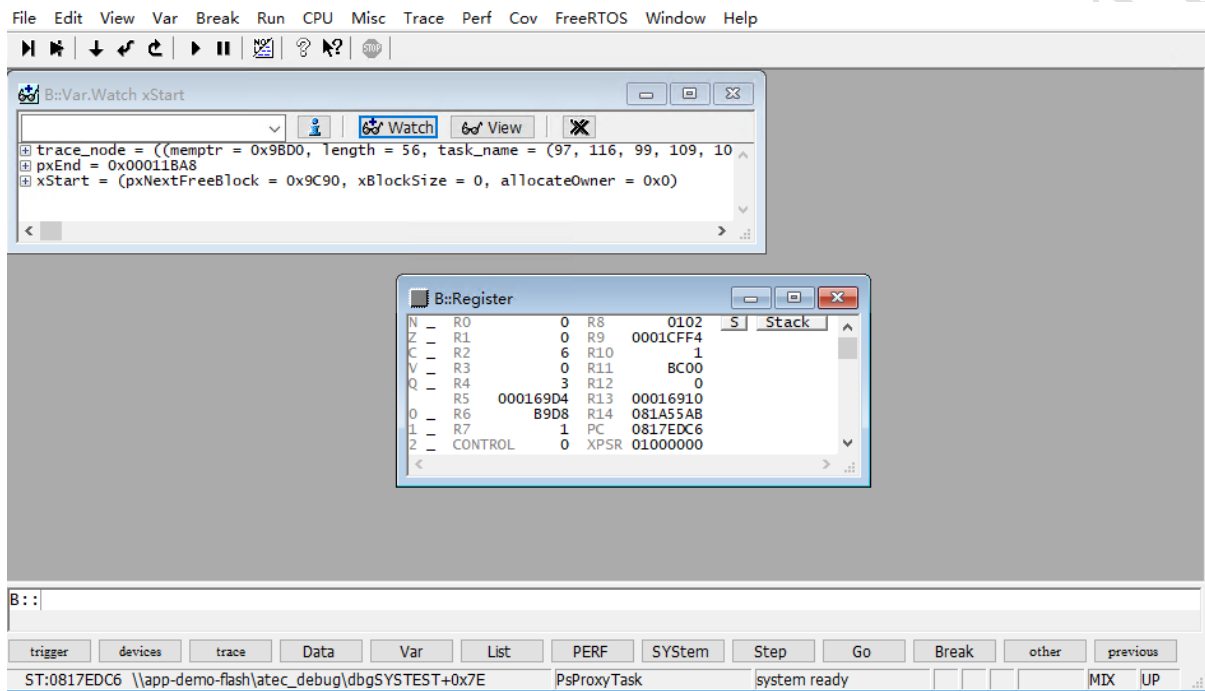 File Edit View Var Break Run CPU Misc Trace Perf Cov FreeRTOS Window Help
B::Var.Watch xStart
Watch View
trace_node = ((memptr = 0x9BD0, length = 56, task_name = (97, 116, 99, 109, 10
pxEnd = 0x00011BA8
xStart = (pxNextFreeBlock = 0x9C90, xBlockSize = 0, allocateOwner = 0x0)
B::Register
N _ R0 0 R8 0102 S Stack
Z _ R1 0 R9 0001CFF4
C _ R2 6 R10 1
V _ R3 0 R11 BC00
Q _ R4 3 R12 0
R5 000169D4 R13 00016910
0 _ R6 B9D8 R14 081A55AB
1 _ R7 1 PC 0817EDC6
2 _ CONTROL 0 XPSR 01000000
B::
trigger devices trace Data Var List PERF SYStem Step Go Break other previous
ST:0817EDC6 \\app-demo-flash\atec_debug\dbgSYSTEST+0x7E PsProxyTask system ready MIX UP